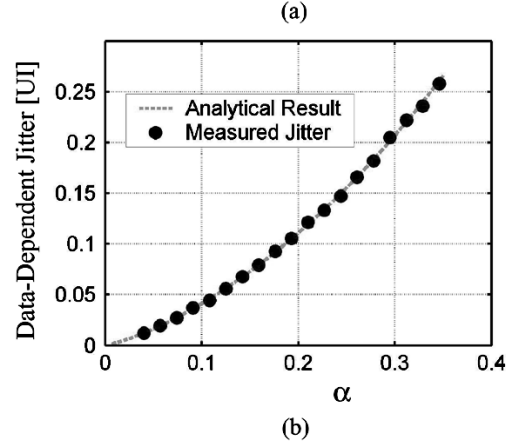 (a)
Data-Dependent Jitter [UI]
0.25
0.2
0.15
0.1
0.05
0
Analytical Result
Measured Jitter
0.1
0.2
0.3
0.4
α
(b)